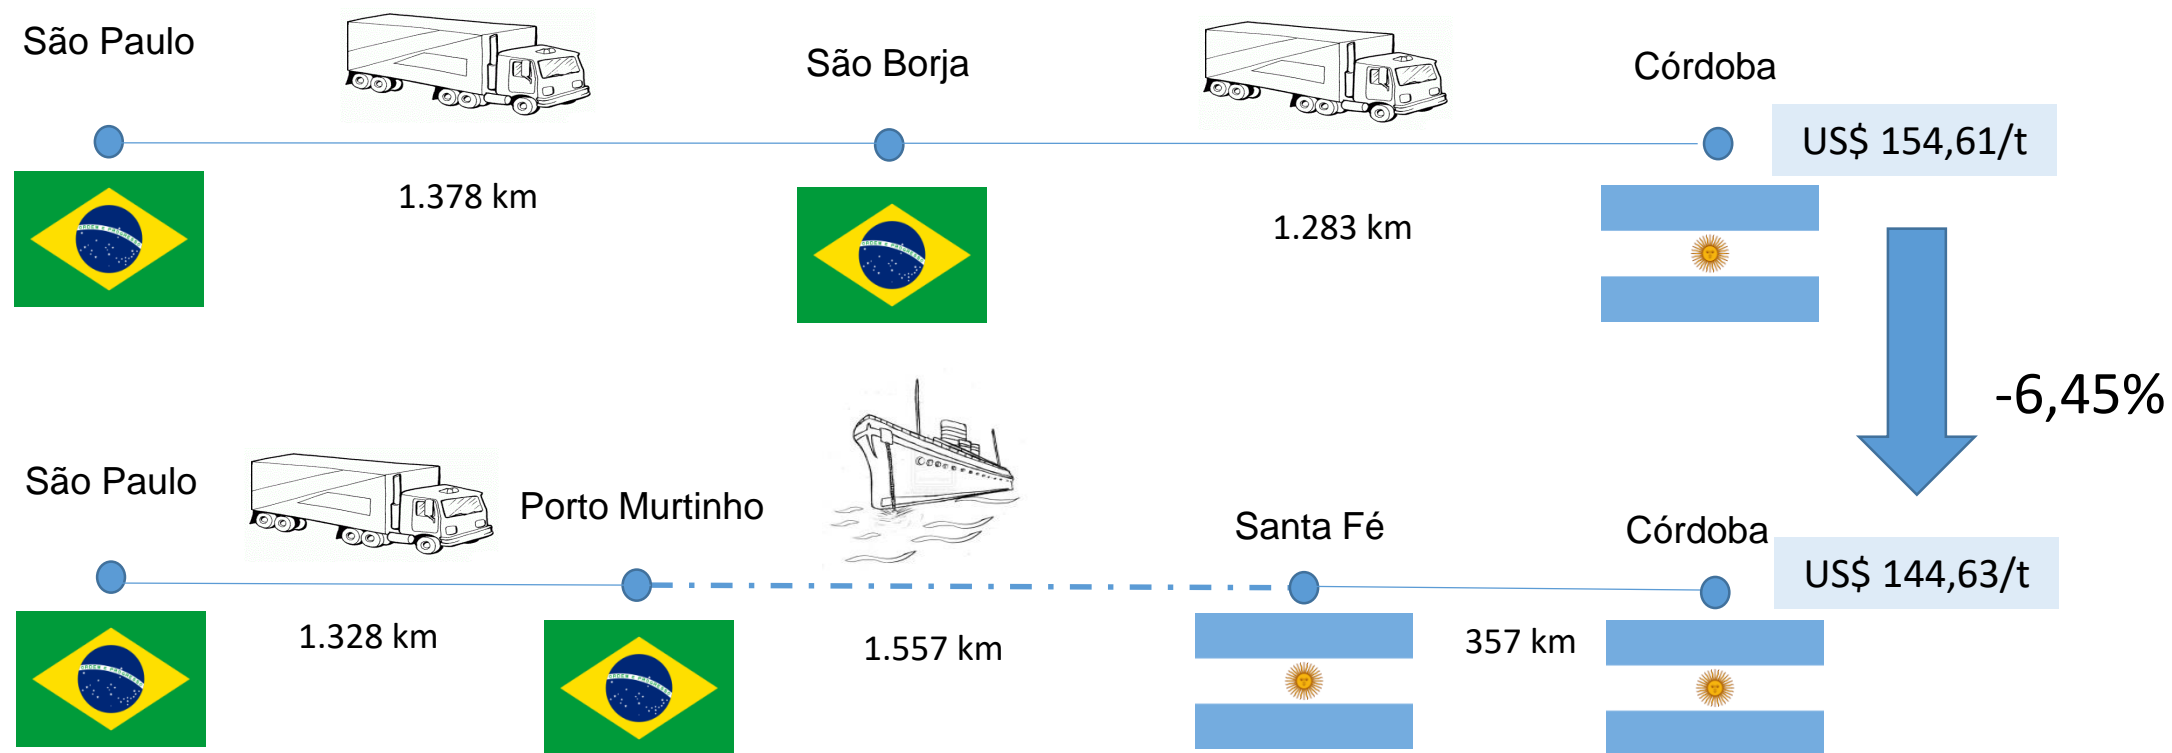 São Paulo
São Borja
Córdoba
US$ 154,61/t
1.378 km
1.283 km
-6,45%
São Paulo
Porto Murtinho
Santa Fé
Córdoba
US$ 144,63/t
1.328 km
1.557 km
357 km